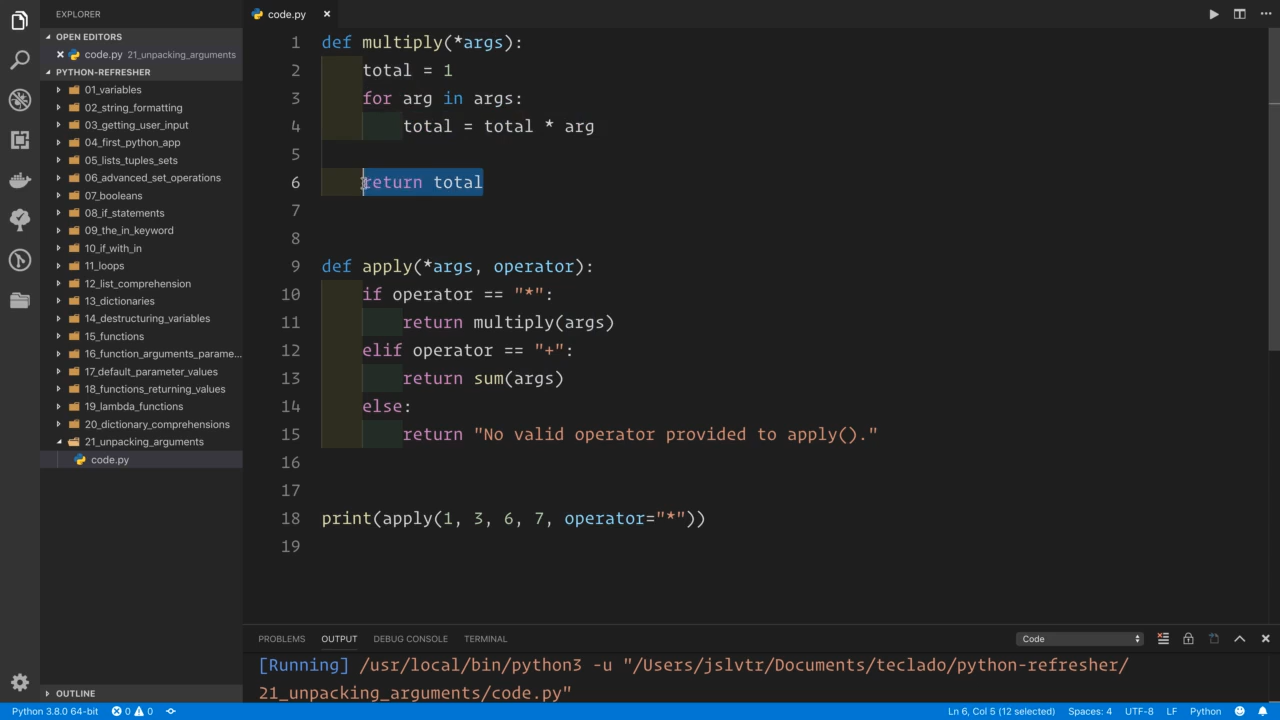 EXPLORER
OPEN EDITORS
code.py 21_unpacking_arguments
PYTHON-REFRESHER
01_variables
02_string_formatting
03_getting_user_input
04_first_python_app
05_lists_tuples_sets
06_advanced_set_operations
07_booleans
08_if_statements
09_the_in_keyword
10_if_with_in
11_loops
12_list_comprehension
13_dictionaries
14_destructuring_variables
15_functions
16_function_arguments_parame...
17_default_parameter_values
18_functions_returning_values
19_lambda_functions
20_dictionary_comprehensions
21_unpacking_arguments
code.py
OUTLINE
code.py
1 def multiply(*args):
2 total = 1
3 for arg in args:
4 total = total * arg
5
6 return total
7
8
9 def apply(*args, operator):
10 if operator == "*":
11 return multiply(args)
12 elif operator == "+":
13 return sum(args)
14 else:
15 return "No valid operator provided to apply()."
16
17
18 print(apply(1, 3, 6, 7, operator="*"))
19
PROBLEMS OUTPUT DEBUG CONSOLE TERMINAL Code
[Running] /usr/local/bin/python3 -u "/Users/jslvtr/Documents/teclado/python-refresher/
21_unpacking_arguments/code.py"
Python 3.8.0 64-bit 0 0 Ln 6, Col 5 (12 selected) Spaces: 4 UTF-8 LF Python